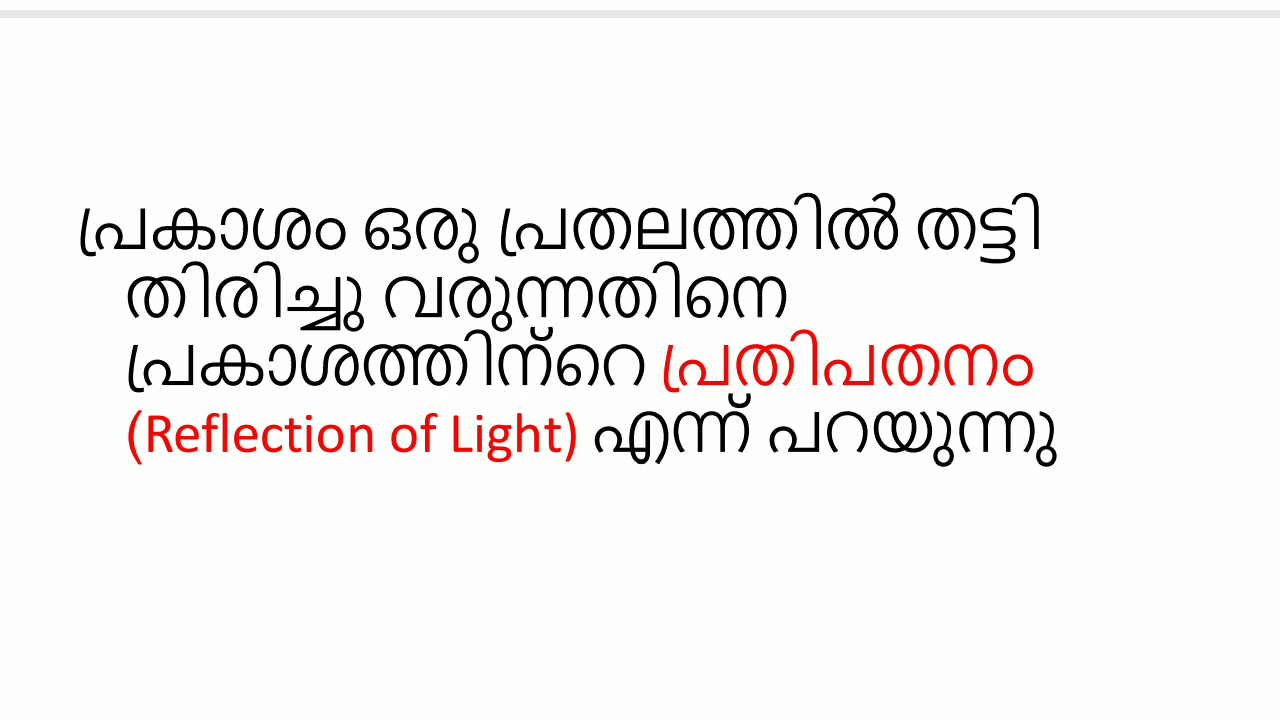 പ്രകാശം ഒരു പ്രതലത്തിൽ തട്ടി
തിരിച്ചു വരുന്നതിനെ
പ്രകാശത്തിന്റെ പ്രതിപതനം
(Reflection of Light) എന്ന് പറയുന്നു